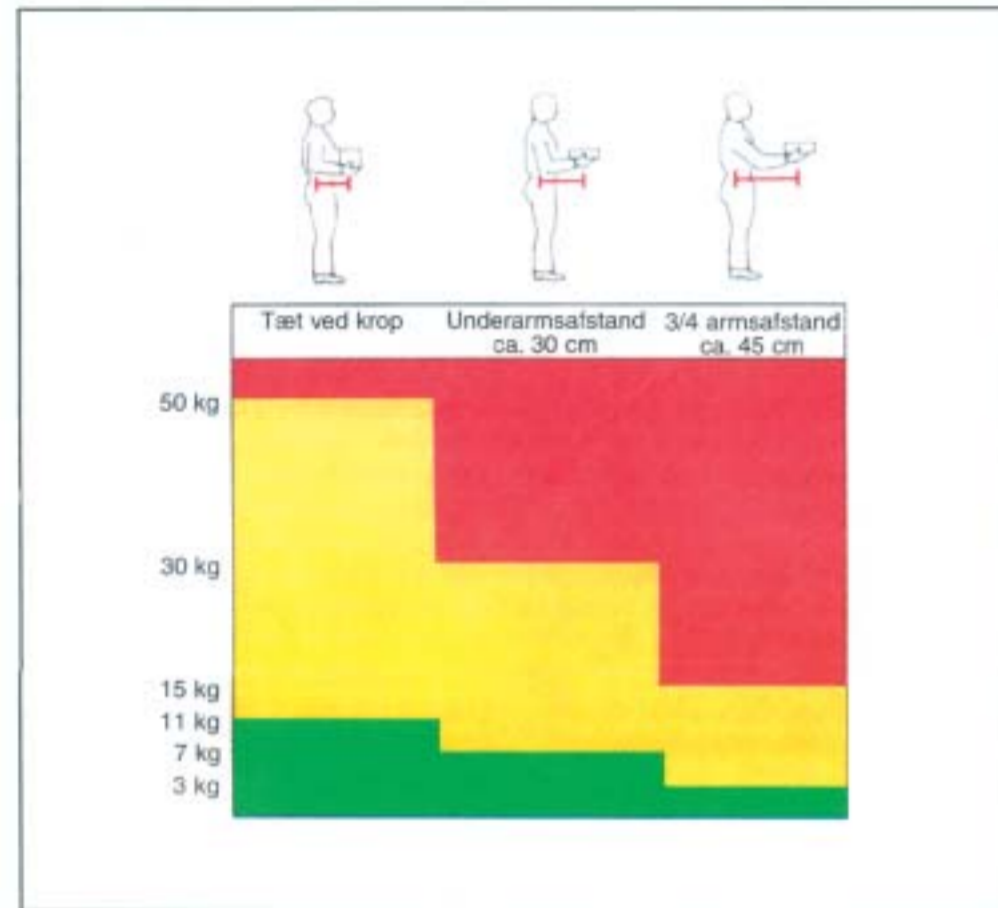 Tæt ved krop
Underarmsafstand
ca. 30 cm
3/4 armsafstand
ca. 45 cm
50 kg
30 kg
15 kg
11 kg
7 kg
3 kg